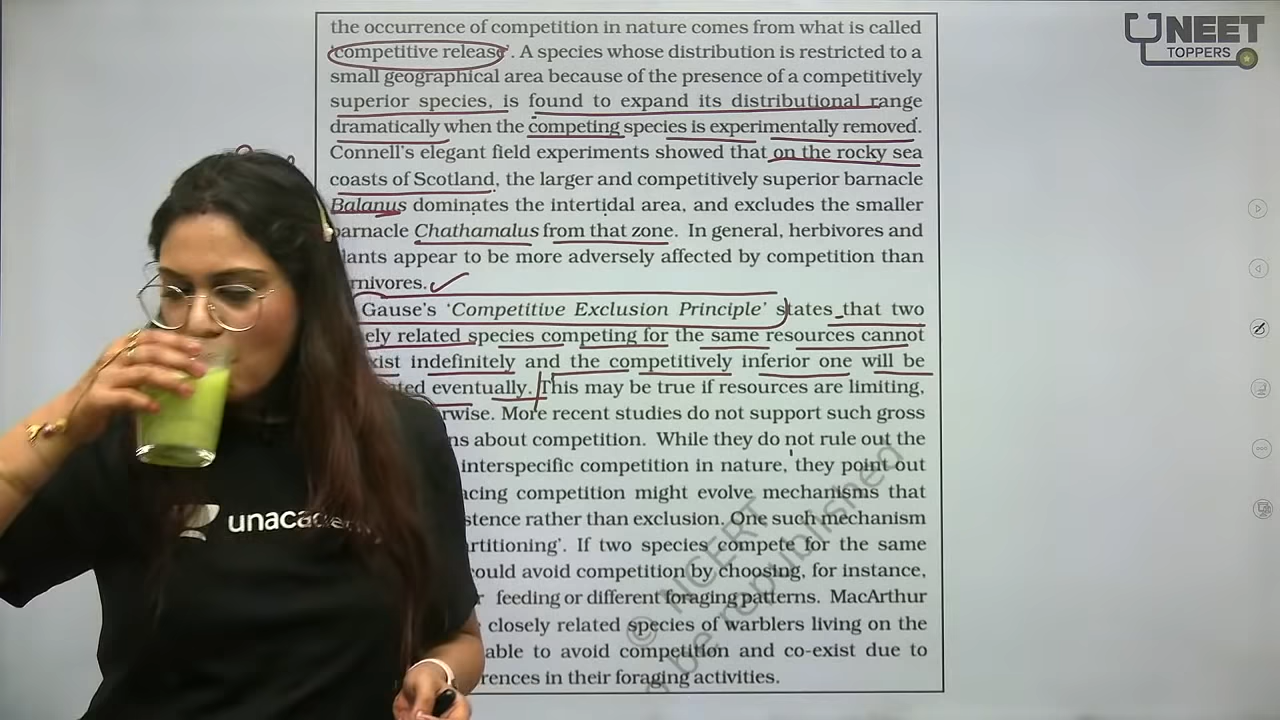 the occurrence of competition in nature comes from what is called
'competitive release'. A species whose distribution is restricted to a
small geographical area because of the presence of a competitively
superior species, is found to expand its distributional range
dramatically when the competing species is experimentally removed.
Connell's elegant field experiments showed that on the rocky sea
coasts of Scotland, the larger and competitively superior barnacle
Balanus dominates the intertidal area, and excludes the smaller
barnacle Chathamalus from that zone. In general, herbivores and
lants appear to be more adversely affected by competition than
rnivores.
Gause's 'Competitive Exclusion Principle' states that two
ely related species competing for the same resources cannot
xist indefinitely and the competitively inferior one will be
ted eventually. This may be true if resources are limiting,
rwise. More recent studies do not support such gross
ns about competition. While they do not rule out the
interspecific competition in nature, they point out
acing competition might evolve mechanisms that
stence rather than exclusion. One such mechanism
rtitioning'. If two species compete for the same
ould avoid competition by choosing, for instance,
r feeding or different foraging patterns. MacArthur
closely related species of warblers living on the
able to avoid competition and co-exist due to
rences in their foraging activities.
© NCERT
be republished
UNEET
TOPPERS
unacade